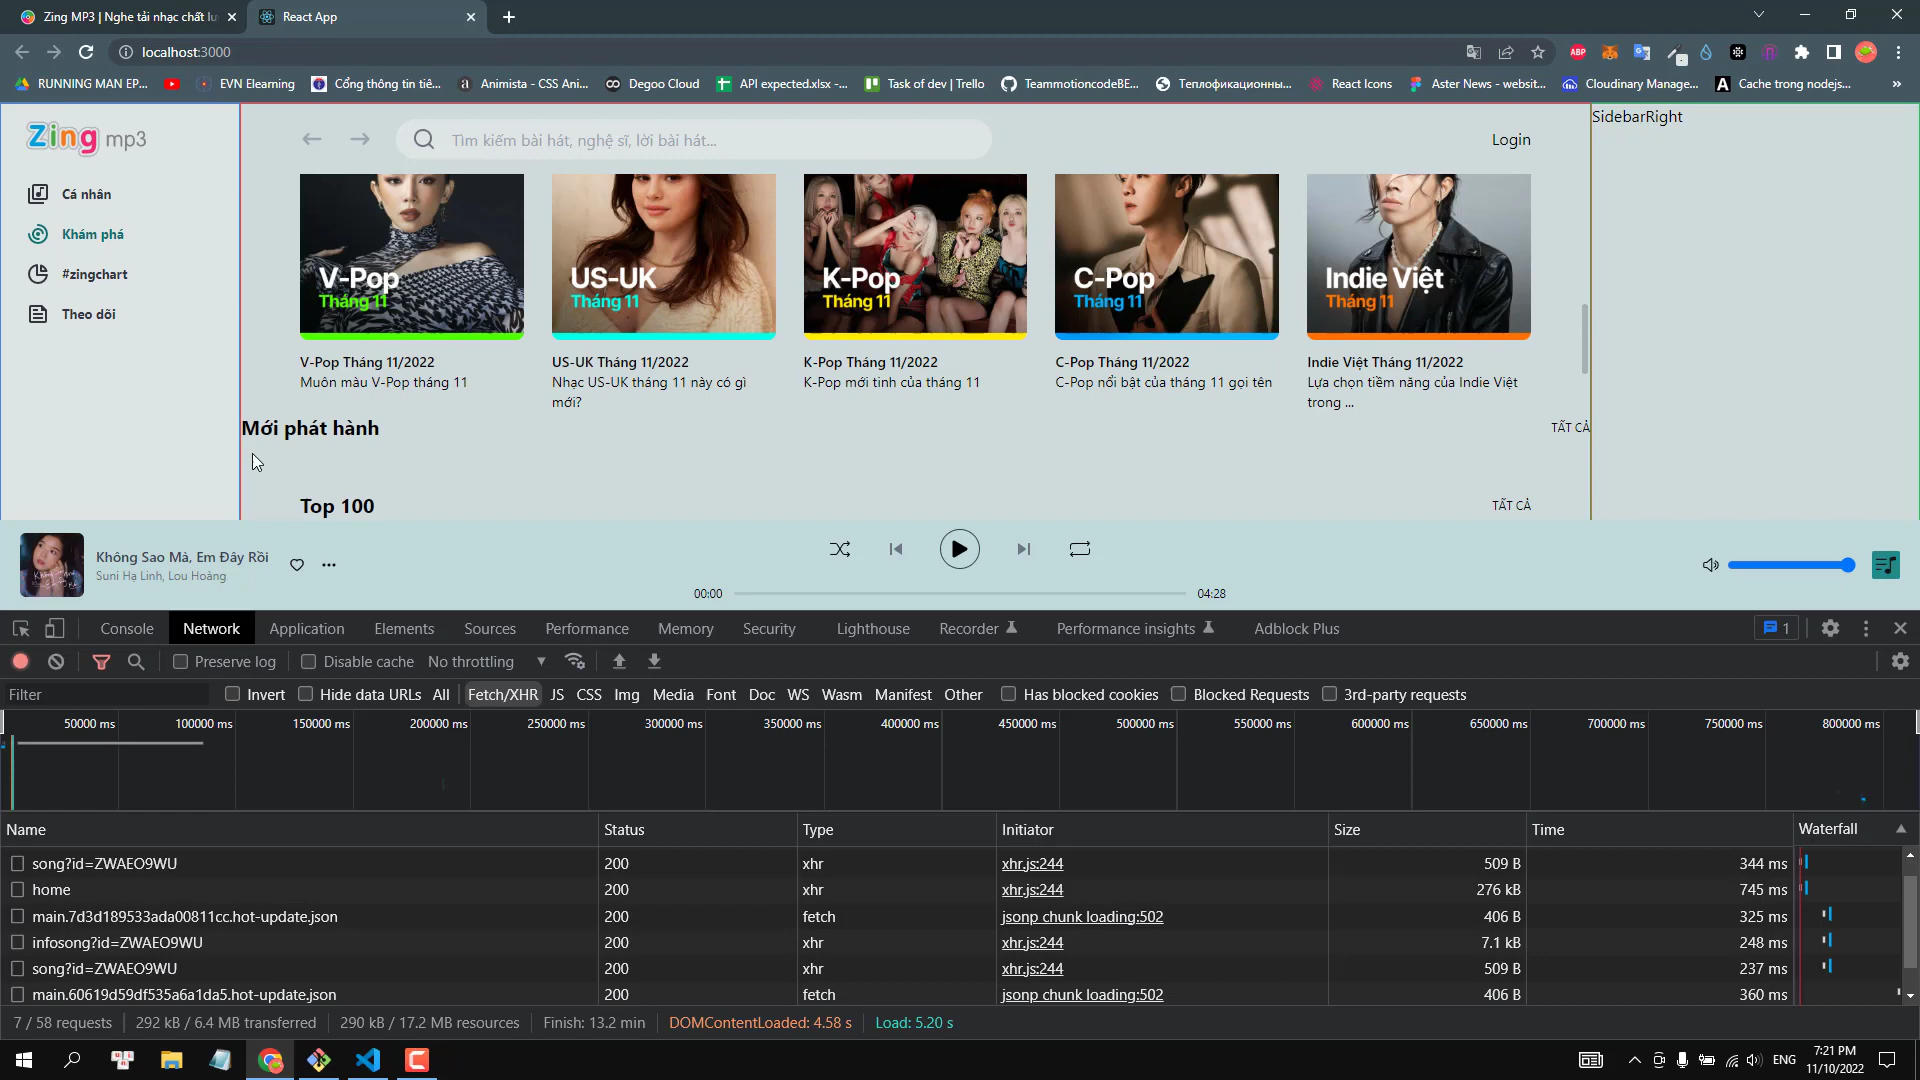 Zing MP3 | Nghe tải nhạc chất lư
React App
localhost:3000
RUNNING MAN EP...
EVN Elearning
Cổng thông tin tiê...
Animista - CSS Ani...
Degoo Cloud
API expected.xlsx -...
Task of dev | Trello
TeammotioncodeBE...
Теплофикационны...
React Icons
Aster News - websit...
Cloudinary Manage...
Cache trong nodejs...
»
Zing mp3
Tìm kiếm bài hát, nghệ sĩ, lời bài hát...
Login
SidebarRight
Cá nhân
Khám phá
#zingchart
Theo dõi
V-Pop
Tháng 11
US-UK
Tháng 11
K-Pop
Tháng 11
C-Pop
Tháng 11
Indie Việt
Tháng 11
V-Pop Tháng 11/2022
Muôn màu V-Pop tháng 11
US-UK Tháng 11/2022
Nhạc US-UK tháng 11 này có gì
mới?
K-Pop Tháng 11/2022
K-Pop mới tinh của tháng 11
C-Pop Tháng 11/2022
C-Pop nổi bật của tháng 11 gọi tên
Indie Việt Tháng 11/2022
Lựa chọn tiềm năng của Indie Việt
trong ...
Mới phát hành
TẤT CẢ
Top 100
TẤT CẢ
Không Sao Mà, Em Đây Rồi
Suni Hạ Linh, Lou Hoàng
00:00
04:28
Console
Network
Application
Elements
Sources
Performance
Memory
Security
Lighthouse
Recorder
Performance insights
Adblock Plus
1
Preserve log
Disable cache
No throttling
Filter
Invert
Hide data URLs
All
Fetch/XHR
JS
CSS
Img
Media
Font
Doc
WS
Wasm
Manifest
Other
Has blocked cookies
Blocked Requests
3rd-party requests
50000 ms
100000 ms
150000 ms
200000 ms
250000 ms
300000 ms
350000 ms
400000 ms
450000 ms
500000 ms
550000 ms
600000 ms
650000 ms
700000 ms
750000 ms
800000 ms
Name Status Type Initiator Size Time Waterfall
song?id=ZWAEO9WU 200 xhr xhr.js:244 509 B 344 ms
home 200 xhr xhr.js:244 276 kB 745 ms
main.7d3d189533ada00811cc.hot-update.json 200 fetch jsonp chunk loading:502 406 B 325 ms
infosong?id=ZWAEO9WU 200 xhr xhr.js:244 7.1 kB 248 ms
song?id=ZWAEO9WU 200 xhr xhr.js:244 509 B 237 ms
main.60619d59df535a6a1da5.hot-update.json 200 fetch jsonp chunk loading:502 406 B 360 ms
7 / 58 requests
292 kB / 6.4 MB transferred
290 kB / 17.2 MB resources
Finish: 13.2 min
DOMContentLoaded: 4.58 s
Load: 5.20 s
ENG
7:21 PM
11/10/2022